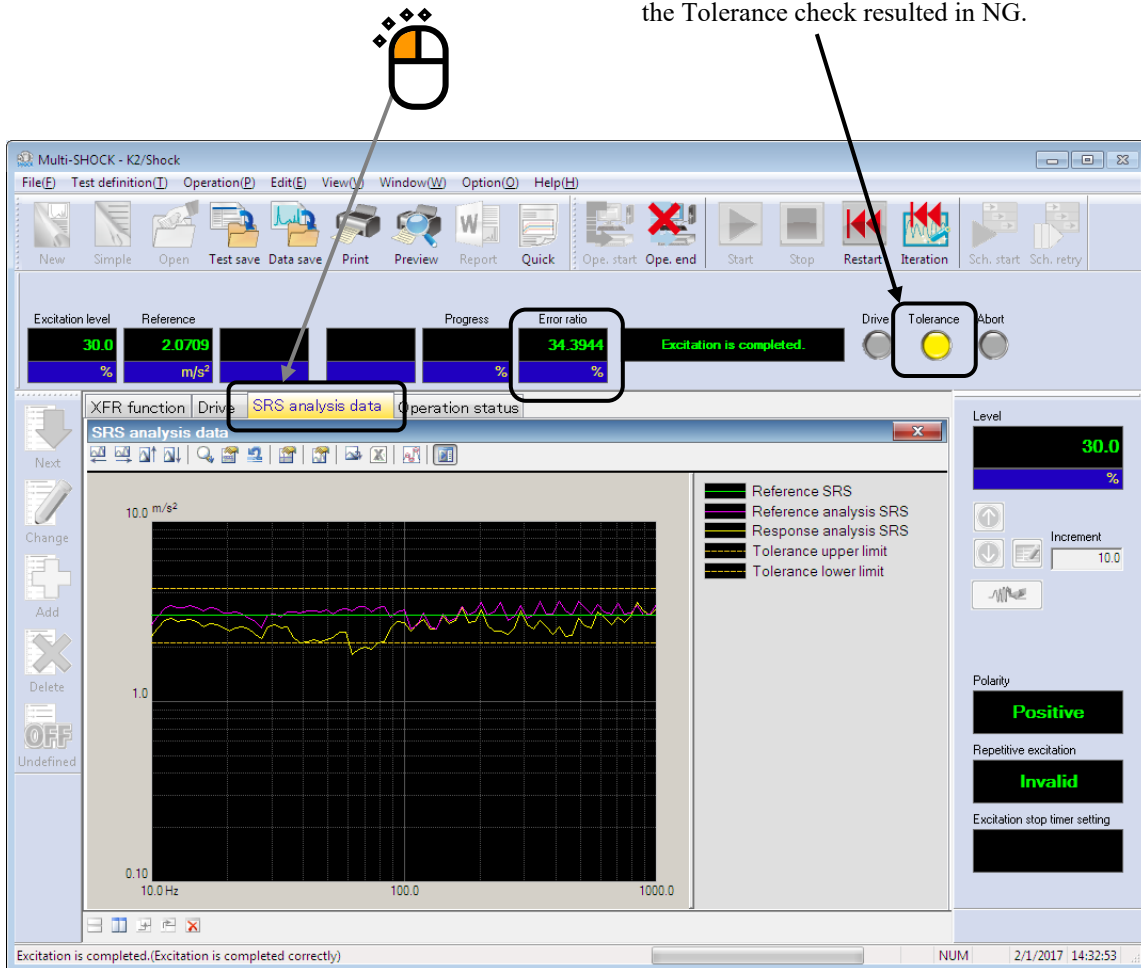 the Tolerance check resulted in NG.
Multi-SHOCK - K2/Shock
File(F) Test definition(T) Operation(P) Edit(E) View(V) Window(W) Option(O) Help(H)
New Simple Open Test save Data save Print Preview Report Quick Ope. start Ope. end Start Stop Restart Iteration Sch. start Sch. retry
Excitation level Reference Progress Error ratio Drive Tolerance Abort
30.0 2.0709 34.3944 Excitation is completed.
% m/s² % %
XFR function Drive SRS analysis data Operation status
SRS analysis data
Next
Change
Add
Delete
OFF
Undefined
10.0 m/s²
1.0
0.10
10.0 Hz 100.0 1000.0
Reference SRS
Reference analysis SRS
Response analysis SRS
Tolerance upper limit
Tolerance lower limit
Level
30.0
%
Increment
10.0
Polarity
Positive
Repetitive excitation
Invalid
Excitation stop timer setting
Excitation is completed.(Excitation is completed correctly) NUM 2/1/2017 14:32:53